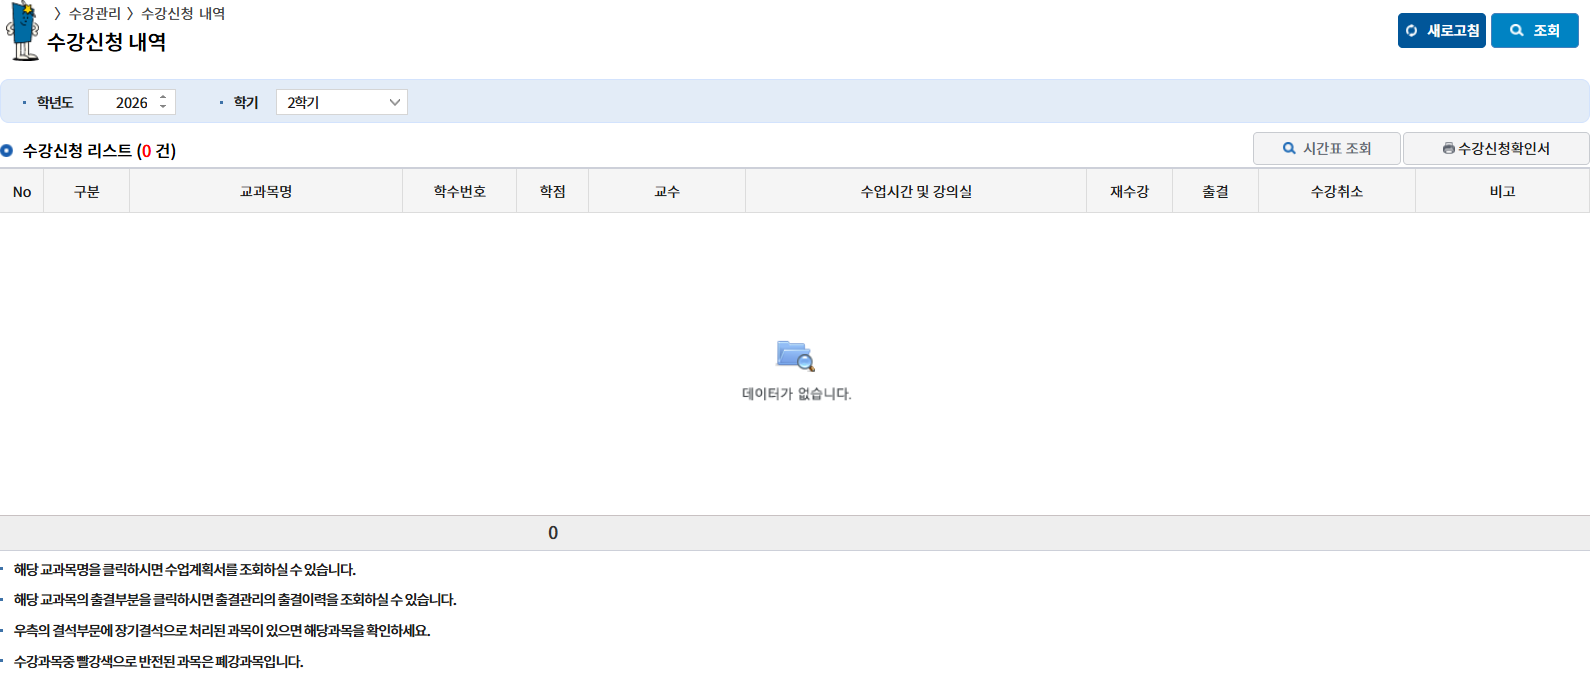 〉 수강관리 〉 수강신청 내역
수강신청 내역
새로고침 조회
학년도 2026 학기 2학기
수강신청 리스트 (0 건)
시간표 조회 수강신청확인서
No 구분 교과목명 학수번호 학점 교수 수업시간 및 강의실 재수강 출결 수강취소 비고
데이터가 없습니다.
0
해당 교과목명을 클릭하시면 수업계획서를 조회하실 수 있습니다.
해당 교과목의 출결부분을 클릭하시면 출결관리의 출결이력을 조회하실 수 있습니다.
우측의 결석부문에 장기결석으로 처리된 과목이 있으면 해당과목을 확인하세요.
수강과목중 빨강색으로 반전된 과목은 폐강과목입니다.